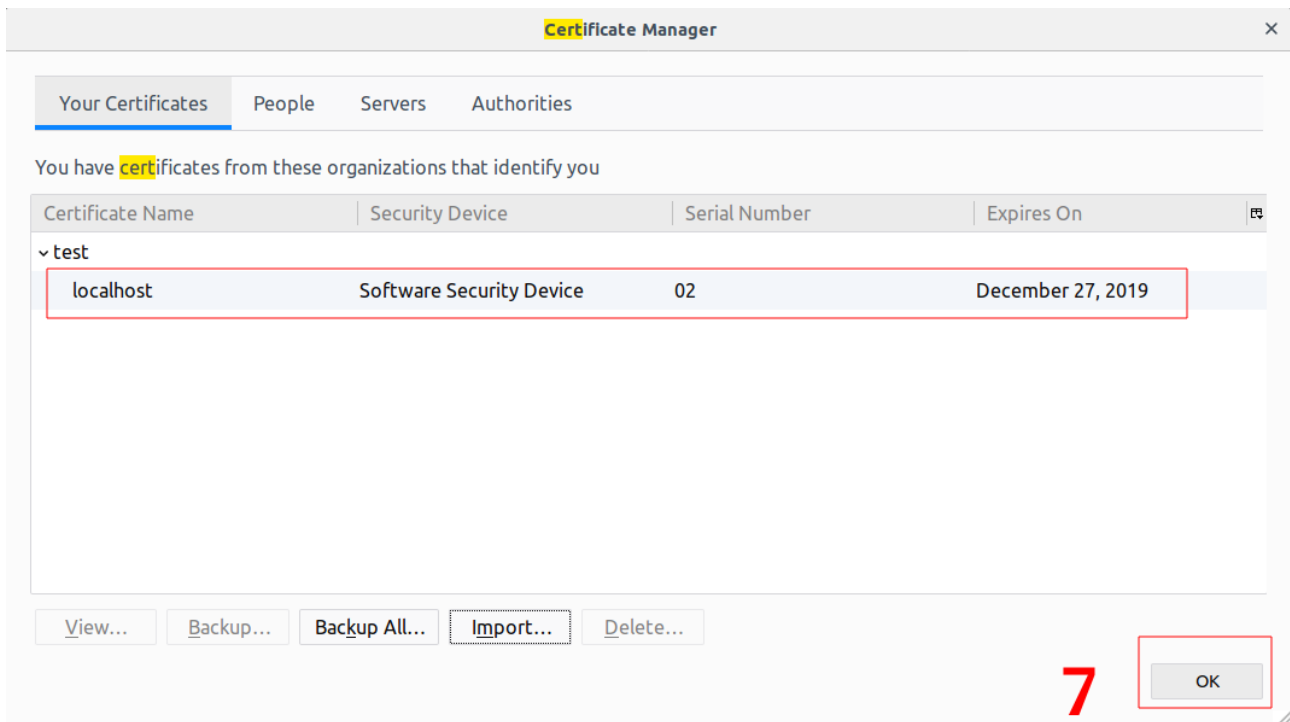 Certificate Manager
Your Certificates People Servers Authorities
You have certificates from these organizations that identify you
Certificate Name Security Device Serial Number Expires On
test
localhost Software Security Device 02 December 27, 2019
View... Backup... Backup All... Import... Delete...
7 OK